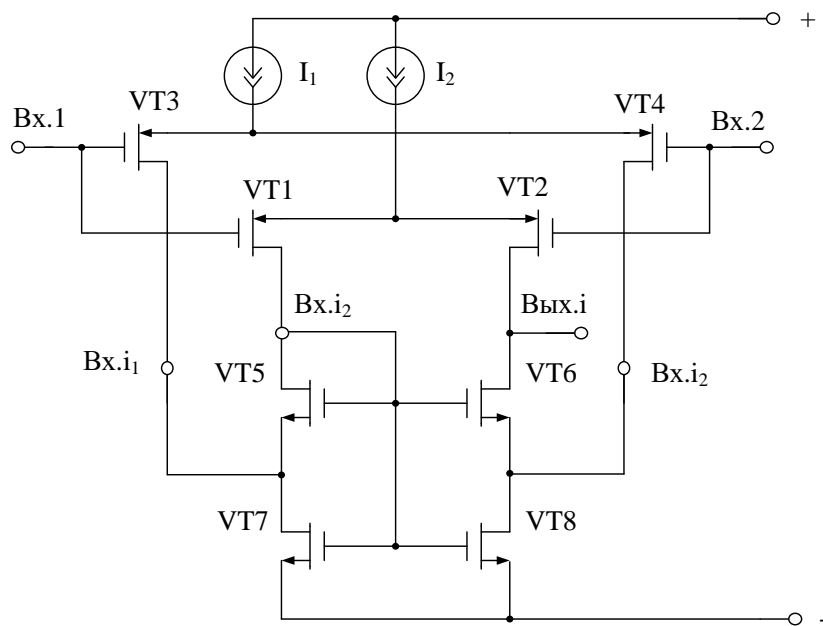 +
I₁
I₂
VT3
VT4
Вх.1
Вх.2
VT1
VT2
Вх.i₂
Вых.i
Вх.i₁
VT5
VT6
Вх.i₂
VT7
VT8
-